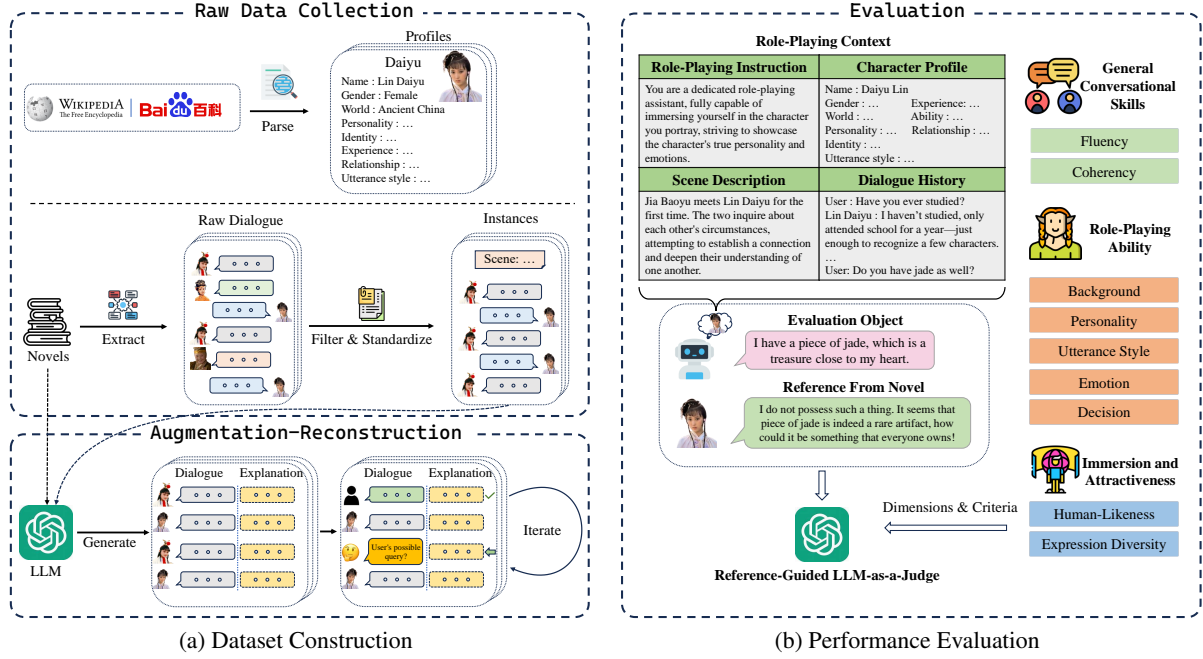 Raw Data Collection
WIKIPEDIA
The Free Encyclopedia
Bai du 百科
Parse
Profiles
Daiyu
Name : Lin Daiyu
Gender : Female
World : Ancient China
Personality : …
Identity : …
Experience : …
Relationship : …
Utterance style : …
Novels
Extract
Raw Dialogue
Filter & Standardize
Instances
Scene: …
Augmentation-Reconstruction
LLM
Generate
Dialogue Explanation
Dialogue Explanation
User's possible
query?
Iterate
(a) Dataset Construction
Evaluation
Role-Playing Context
Role-Playing Instruction
You are a dedicated role-playing
assistant, fully capable of
immersing yourself in the character
you portray, striving to showcase
the character's true personality and
emotions.
Character Profile
Name : Daiyu Lin
Gender : … Experience: …
World : … Ability : …
Personality : … Relationship : …
Identity : …
Utterance style : …
Scene Description
Jia Baoyu meets Lin Daiyu for the
first time. The two inquire about
each other's circumstances,
attempting to establish a connection
and deepen their understanding of
one another.
Dialogue History
User : Have you ever studied?
Lin Daiyu : I haven't studied, only
attended school for a year—just
enough to recognize a few characters.
…
User: Do you have jade as well?
Evaluation Object
I have a piece of jade, which is a
treasure close to my heart.
Reference From Novel
I do not possess such a thing. It seems that
piece of jade is indeed a rare artifact,
how could it be something that everyone owns!
Reference-Guided LLM-as-a-Judge
Dimensions & Criteria
General
Conversational
Skills
Fluency
Coherency
Role-Playing
Ability
Background
Personality
Utterance Style
Emotion
Decision
Immersion and
Attractiveness
Human-Likeness
Expression Diversity
(b) Performance Evaluation